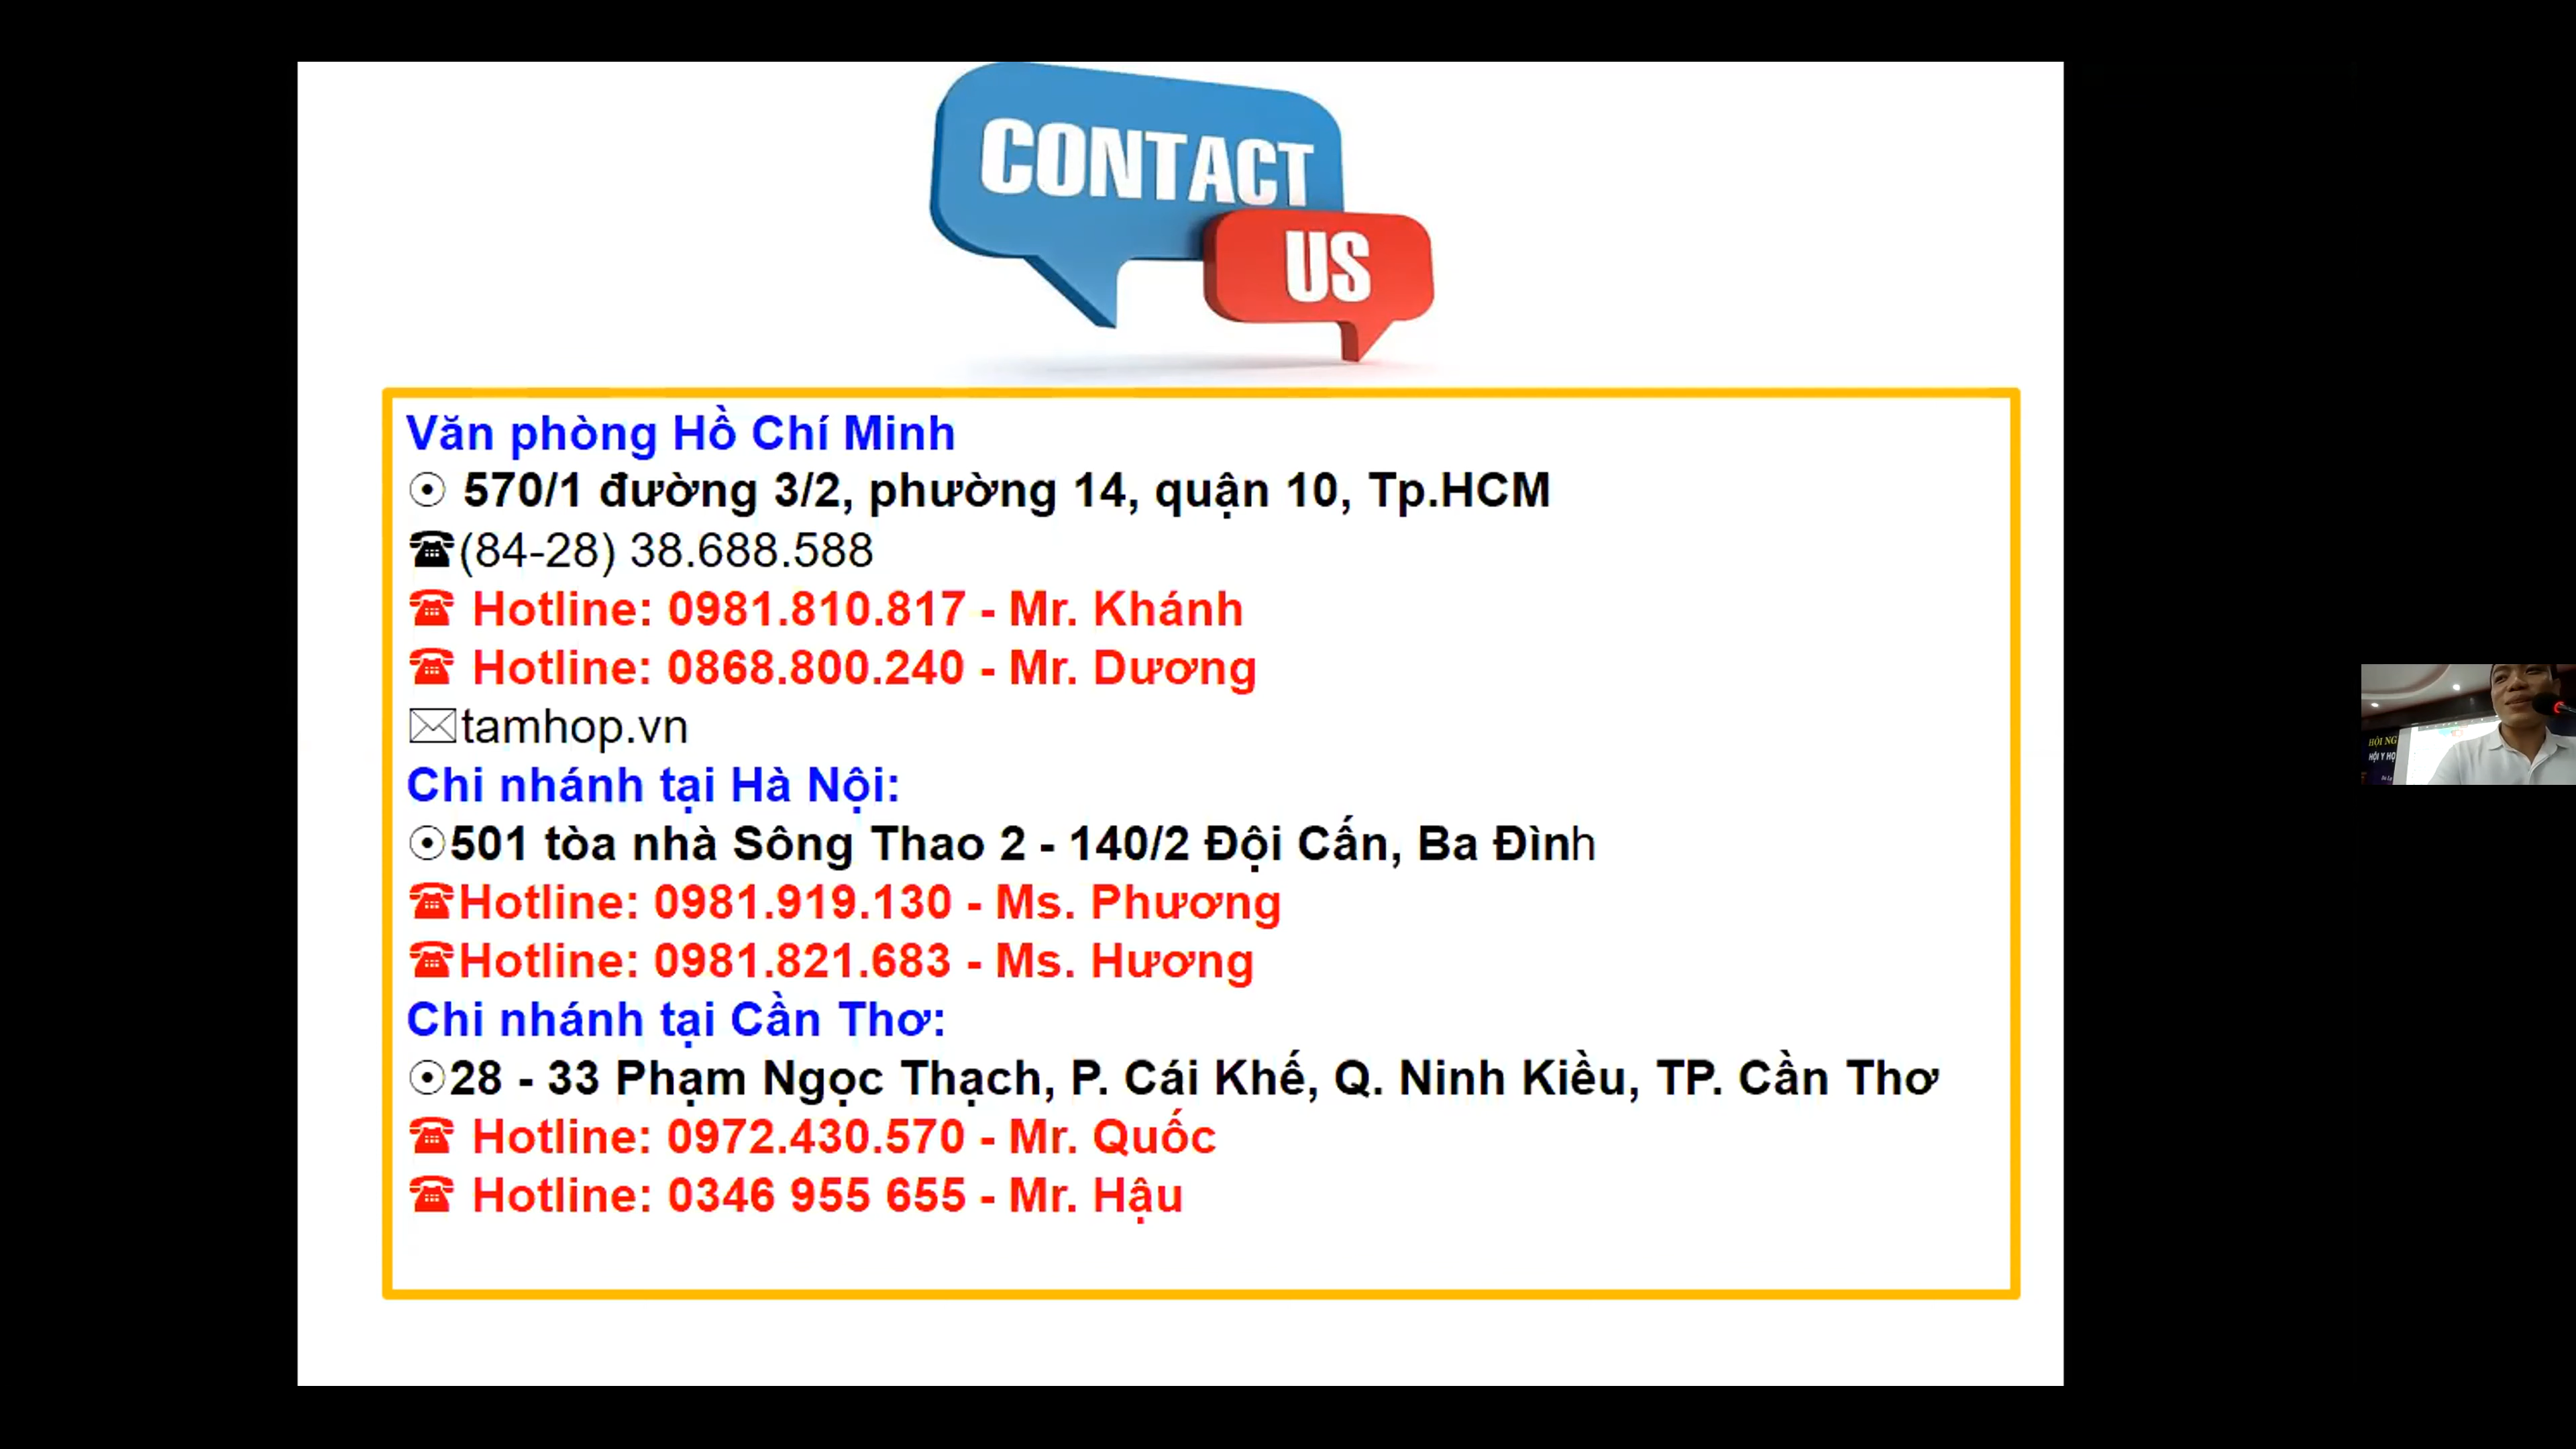 CONTACT
US
Văn phòng Hồ Chí Minh
570/1 đường 3/2, phường 14, quận 10, Tp.HCM
☎(84-28) 38.688.588
☎ Hotline: 0981.810.817 - Mr. Khánh
☎ Hotline: 0868.800.240 - Mr. Dương
tamhop.vn
Chi nhánh tại Hà Nội:
501 tòa nhà Sông Thao 2 - 140/2 Đội Cấn, Ba Đình
☎Hotline: 0981.919.130 - Ms. Phương
☎Hotline: 0981.821.683 - Ms. Hương
Chi nhánh tại Cần Thơ:
28 - 33 Phạm Ngọc Thạch, P. Cái Khế, Q. Ninh Kiều, TP. Cần Thơ
☎ Hotline: 0972.430.570 - Mr. Quốc
☎ Hotline: 0346 955 655 - Mr. Hậu
HỘI NG
HỘI Y HỌ